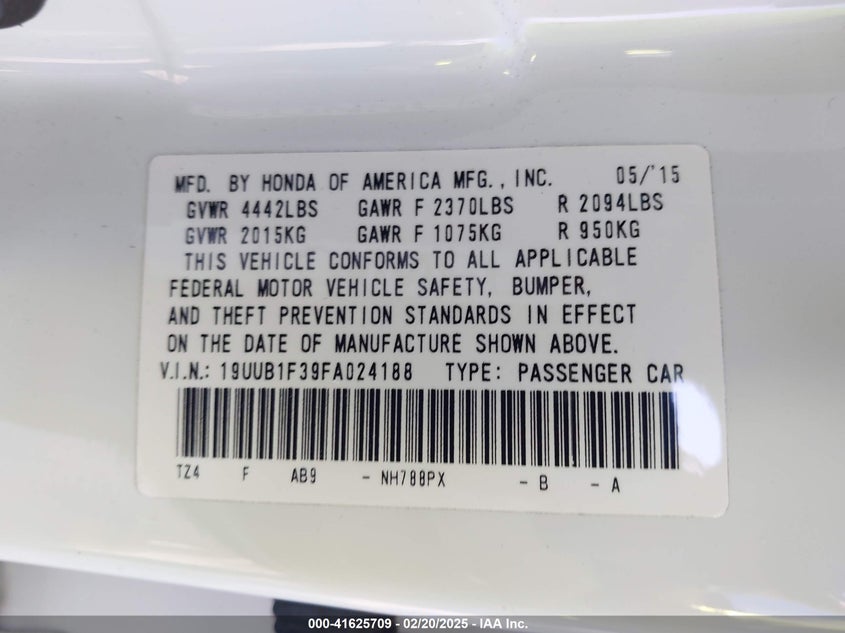 MFD. BY HONDA OF AMERICA MFG., INC. 05/'15
GVWR 4442LBS GAWR F 2370LBS R 2094LBS
GVWR 2015KG GAWR F 1075KG R 950KG
THIS VEHICLE CONFORMS TO ALL APPLICABLE
FEDERAL MOTOR VEHICLE SAFETY, BUMPER,
AND THEFT PREVENTION STANDARDS IN EFFECT
ON THE DATE OF MANUFACTURE SHOWN ABOVE.
V.I.N.: 19UUB1F39FA024188 TYPE: PASSENGER CAR
TZ4 F AB9 - NH788PX - B - A
000-41625709 - 02/20/2025 - IAA Inc.